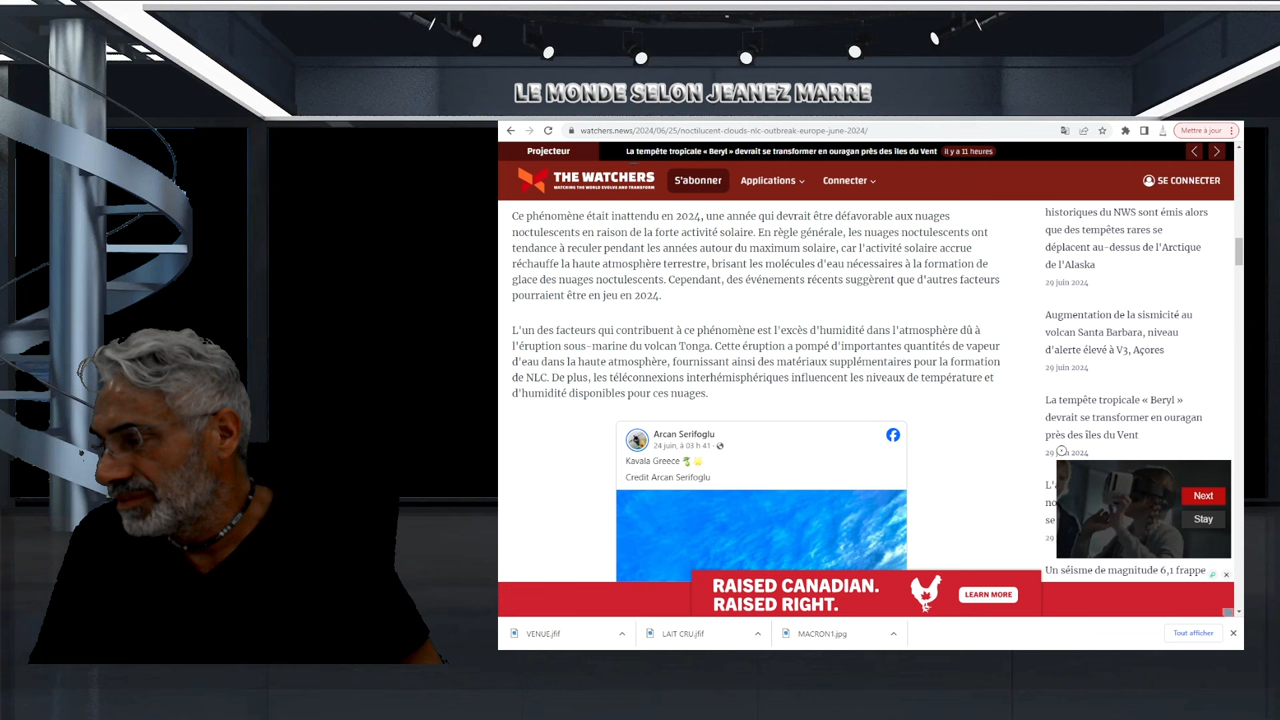 LE MONDE SELON JEANEZ MARRE
watchers.news/2024/06/25/noctilucent-clouds-nlc-outbreak-europe-june-2024/
Mettre à jour
Projecteur
La tempête tropicale « Beryl » devrait se transformer en ouragan près des îles du Vent
Il y a 11 heures
THE WATCHERS
WATCHING THE WORLD EVOLVE AND TRANSFORM
S'abonner
Applications
Connecter
SE CONNECTER
Ce phénomène était inattendu en 2024, une année qui devrait être défavorable aux nuages
noctulescents en raison de la forte activité solaire. En règle générale, les nuages noctulescents ont
tendance à reculer pendant les années autour du maximum solaire, car l'activité solaire accrue
réchauffe la haute atmosphère terrestre, brisant les molécules d'eau nécessaires à la formation de
glace des nuages noctulescents. Cependant, des événements récents suggèrent que d'autres facteurs
pourraient être en jeu en 2024.
L'un des facteurs qui contribuent à ce phénomène est l'excès d'humidité dans l'atmosphère dû à
l'éruption sous-marine du volcan Tonga. Cette éruption a pompé d'importantes quantités de vapeur
d'eau dans la haute atmosphère, fournissant ainsi des matériaux supplémentaires pour la formation
de NLC. De plus, les téléconnexions interhémisphériques influencent les niveaux de température et
d'humidité disponibles pour ces nuages.
Arcan Serifoglu
24 juin, à 03 h 41
Kavala Greece
Credit Arcan Serifoglu
historiques du NWS sont émis alors
que des tempêtes rares se
déplacent au-dessus de l'Arctique
de l'Alaska
29 juin 2024
Augmentation de la sismicité au
volcan Santa Barbara, niveau
d'alerte élevé à V3, Açores
29 juin 2024
La tempête tropicale « Beryl »
devrait se transformer en ouragan
près des îles du Vent
29 2024
no
se
29
Next
Stay
Un séisme de magnitude 6,1 frappe
RAISED CANADIAN.
RAISED RIGHT.
LEARN MORE
VENUE.jfif
LAIT CRU.jfif
MACRON1.jpg
Tout afficher